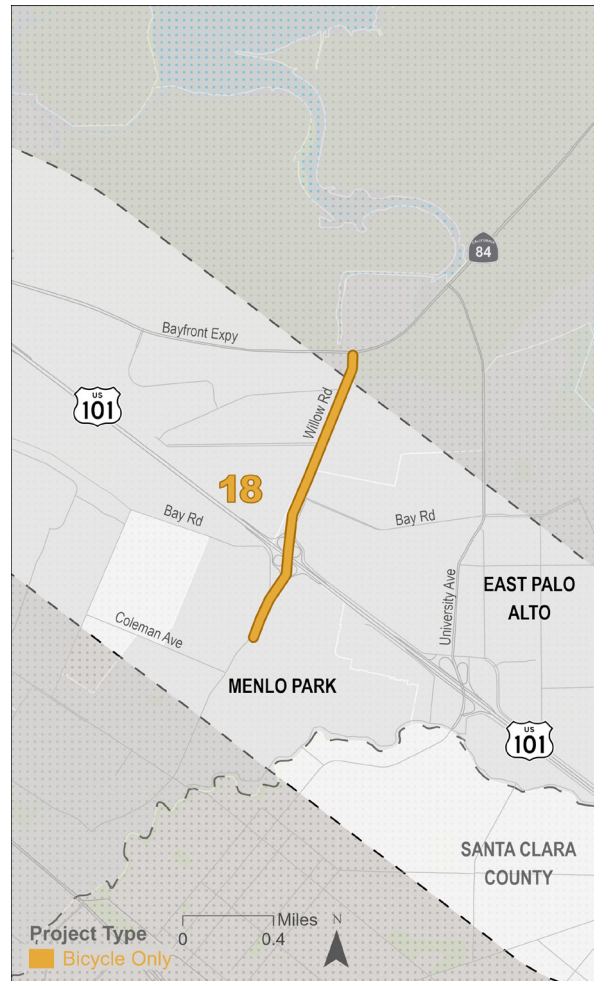 CALIFORNIA
84
Bayfront Expy
Willow Rd
US
101
18
Bay Rd
Bay Rd
EAST PALO
ALTO
University Ave
Coleman Ave
MENLO PARK
US
101
SANTA CLARA
COUNTY
Miles
N
0
0.4
Project Type
Bicycle Only